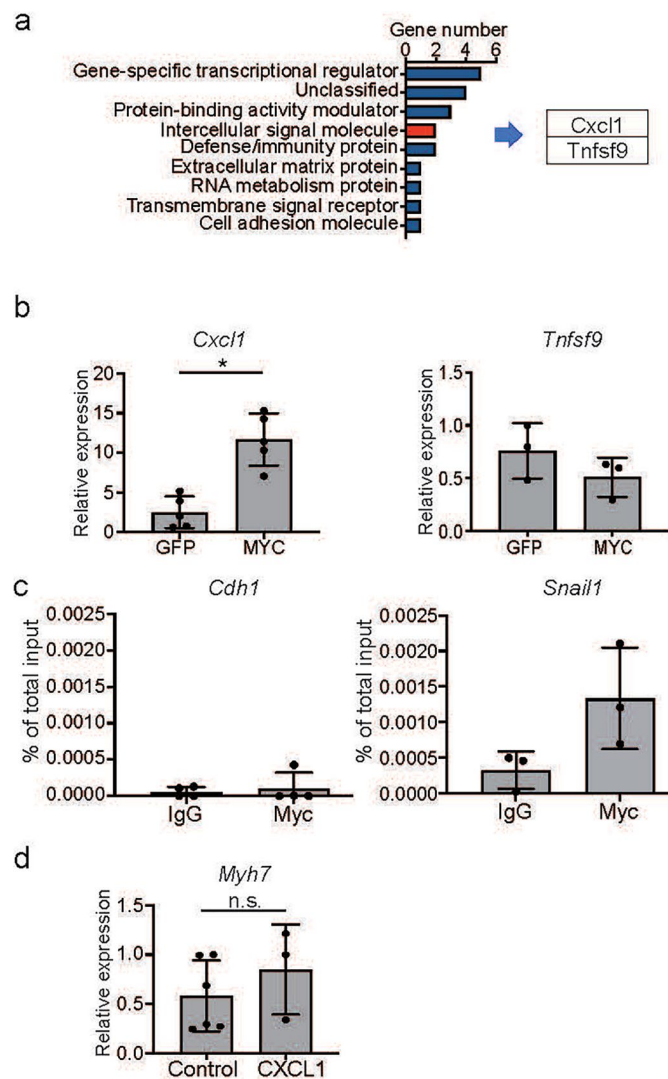 a
Gene number
0 2 4 6
Gene-specific transcriptional regulator
Unclassified
Protein-binding activity modulator
Intercellular signal molecule
Defense/immunity protein
Extracellular matrix protein
RNA metabolism protein
Transmembrane signal receptor
Cell adhesion molecule
Cxcl1
Tnfsf9
b
Cxcl1
*
Relative expression
20
15
10
5
0
GFP MYC
Tnfsf9
Relative expression
1.5
1.0
0.5
0.0
GFP MYC
c
Cdh1
% of total input
0.0025
0.0020
0.0015
0.0010
0.0005
0.0000
IgG Myc
Snail1
% of total input
0.0025
0.0020
0.0015
0.0010
0.0005
0.0000
IgG Myc
d
Myh7
n.s.
Relative expression
1.5
1.0
0.5
0.0
Control CXCL1